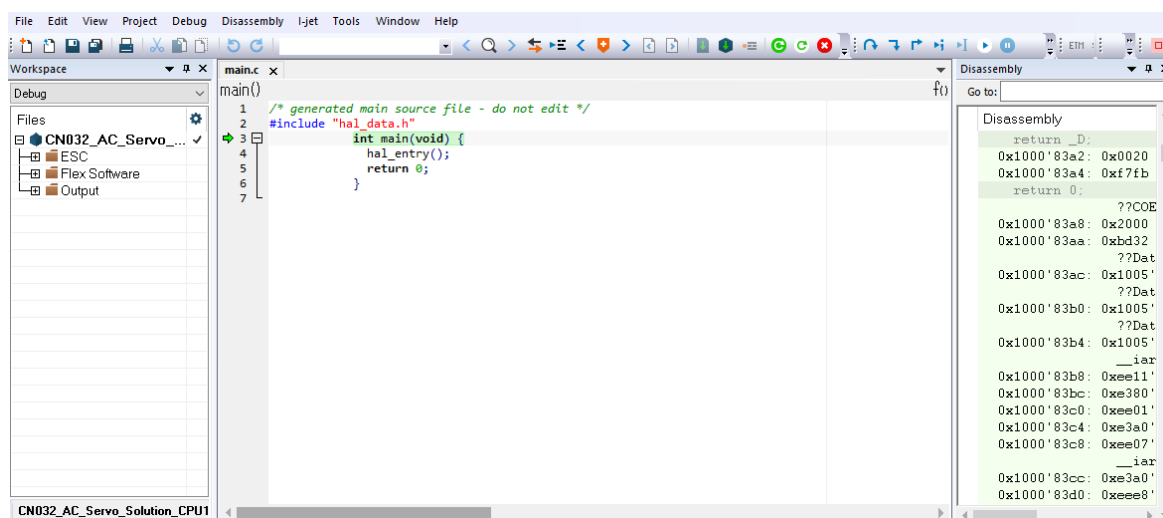 File Edit View Project Debug Disassembly I-jet Tools Window Help
ETM
Workspace
Debug
Files
CN032_AC_Servo_...
ESC
Flex Software
Output
CN032_AC_Servo_Solution_CPU1
main.c
main()
f()
1 /* generated main source file - do not edit */
2 #include "hal_data.h"
3 int main(void) {
4 hal_entry();
5 return 0;
6 }
7
Disassembly
Go to:
Disassembly
return _D;
0x1000'83a2: 0x0020
0x1000'83a4: 0xf7fb
return 0;
??COE
0x1000'83a8: 0x2000
0x1000'83aa: 0xbd32
??Dat
0x1000'83ac: 0x1005'
??Dat
0x1000'83b0: 0x1005'
??Dat
0x1000'83b4: 0x1005'
__iar
0x1000'83b8: 0xee11'
0x1000'83bc: 0xe380'
0x1000'83c0: 0xee01'
0x1000'83c4: 0xe3a0'
0x1000'83c8: 0xee07'
__iar
0x1000'83cc: 0xe3a0'
0x1000'83d0: 0xeee8'